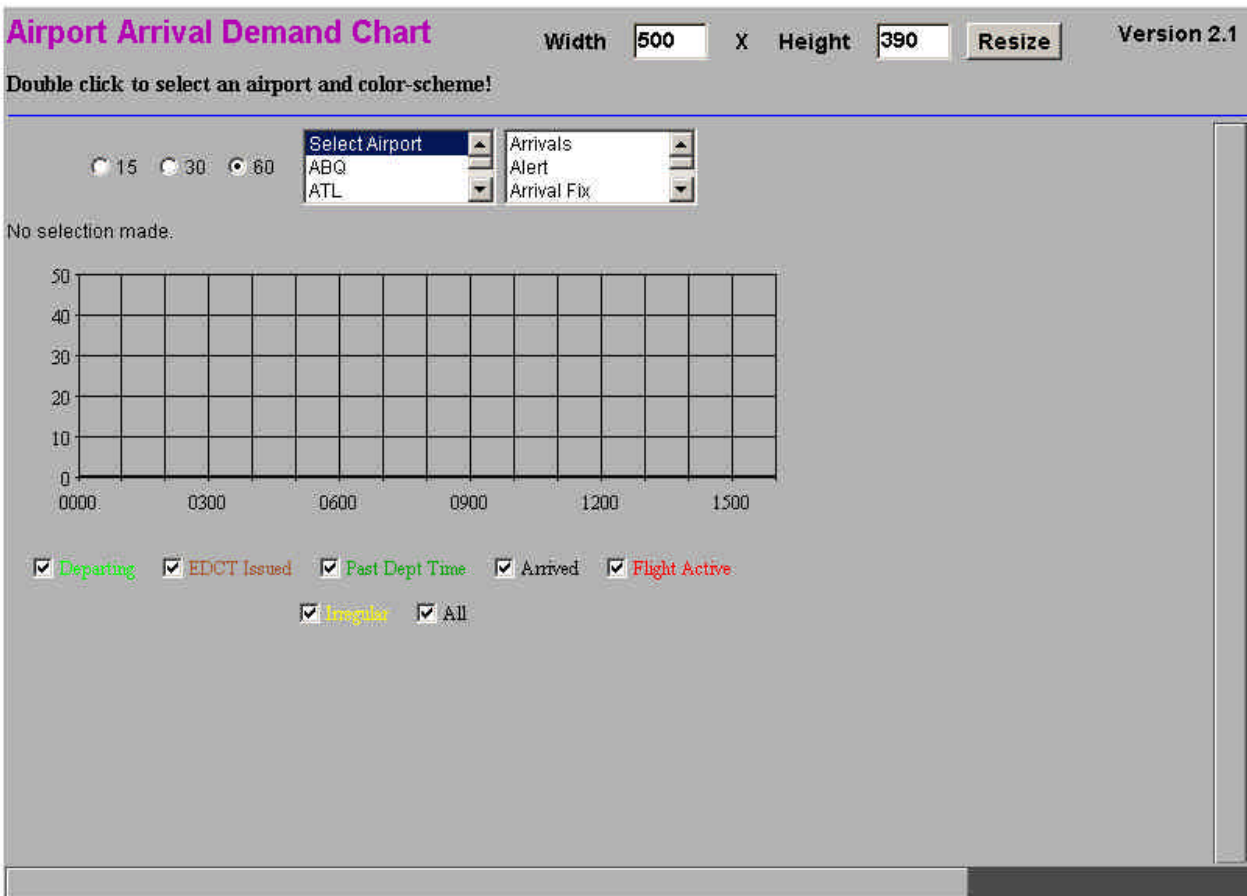 Airport Arrival Demand Chart Width 500 X Height 390 Resize Version 2.1
Double click to select an airport and color-scheme!
15 30 60
Select Airport
ABQ
ATL
Arrivals
Alert
Arrival Fix
No selection made.
50
40
30
20
10
0
0000 0300 0600 0900 1200 1500
Departing EDCT Issued Past Dept Time Arrived Flight Active
Irregular All